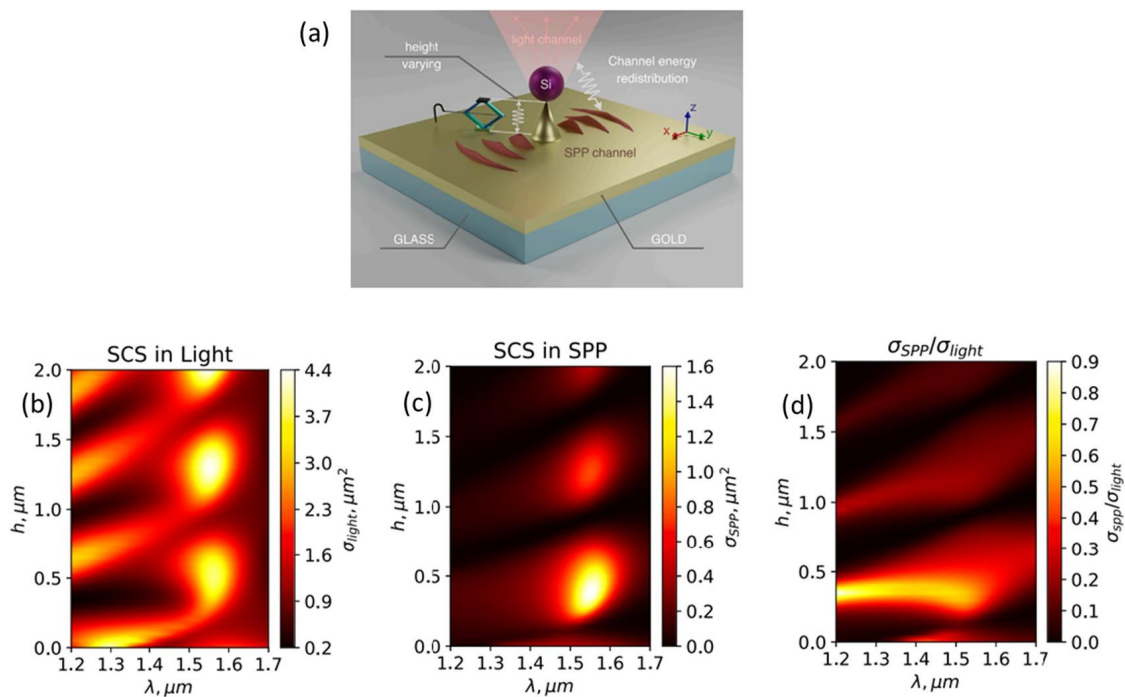 (a)
light channel
height
varying
Si
Channel energy
redistribution
z
x
y
SPP channel
GLASS
GOLD
SCS in Light
(b)
2.0
1.5
1.0
0.5
0.0
h, μm
1.2 1.3 1.4 1.5 1.6 1.7
λ, μm
4.4
3.7
3.0
2.3
1.6
0.9
0.2
σlight, μm²
SCS in SPP
(c)
2.0
1.5
1.0
0.5
0.0
h, μm
1.2 1.3 1.4 1.5 1.6 1.7
λ, μm
1.6
1.4
1.2
1.0
0.8
0.6
0.4
0.2
0.0
σSPP, μm²
σSPP/σlight
(d)
2.0
1.5
1.0
0.5
0.0
h, μm
1.2 1.3 1.4 1.5 1.6 1.7
λ, μm
0.9
0.8
0.7
0.6
0.5
0.4
0.3
0.2
0.1
0.0
σspp/σlight